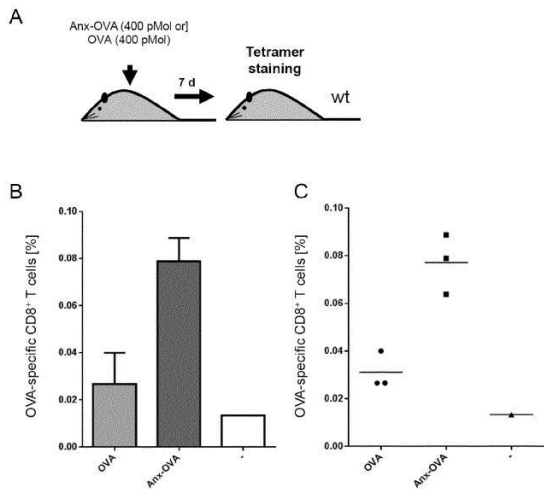 A
Anx-OVA (400 pMol or]
OVA (400 pMol)
7 d
Tetramer
staining
wt
B
OVA-specific CD8+ T cells [%]
0.10
0.08
0.06
0.04
0.02
0.00
OVA
Anx-OVA
-
C
OVA-specific CD8+ T cells [%]
0.10
0.08
0.06
0.04
0.02
0.00
OVA
Anx-OVA
-